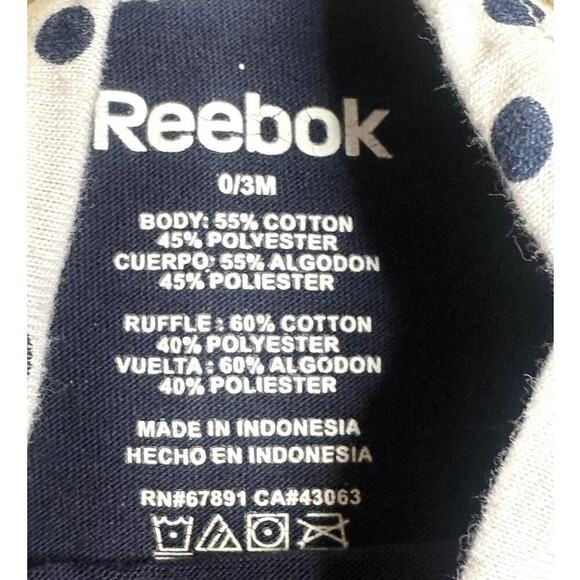 Reebok
0/3M
BODY: 55% COTTON
45% POLYESTER
CUERPO: 55% ALGODON
45% POLIESTER
RUFFLE : 60% COTTON
40% POLYESTER
VUELTA : 60% ALGODON
40% POLIESTER
MADE IN INDONESIA
HECHO EN INDONESIA
RN#67891 CA#43063